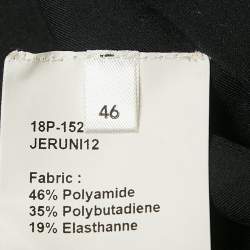 46
18P-152
JERUNI12
Fabric :
46% Polyamide
35% Polybutadiene
19% Elasthanne